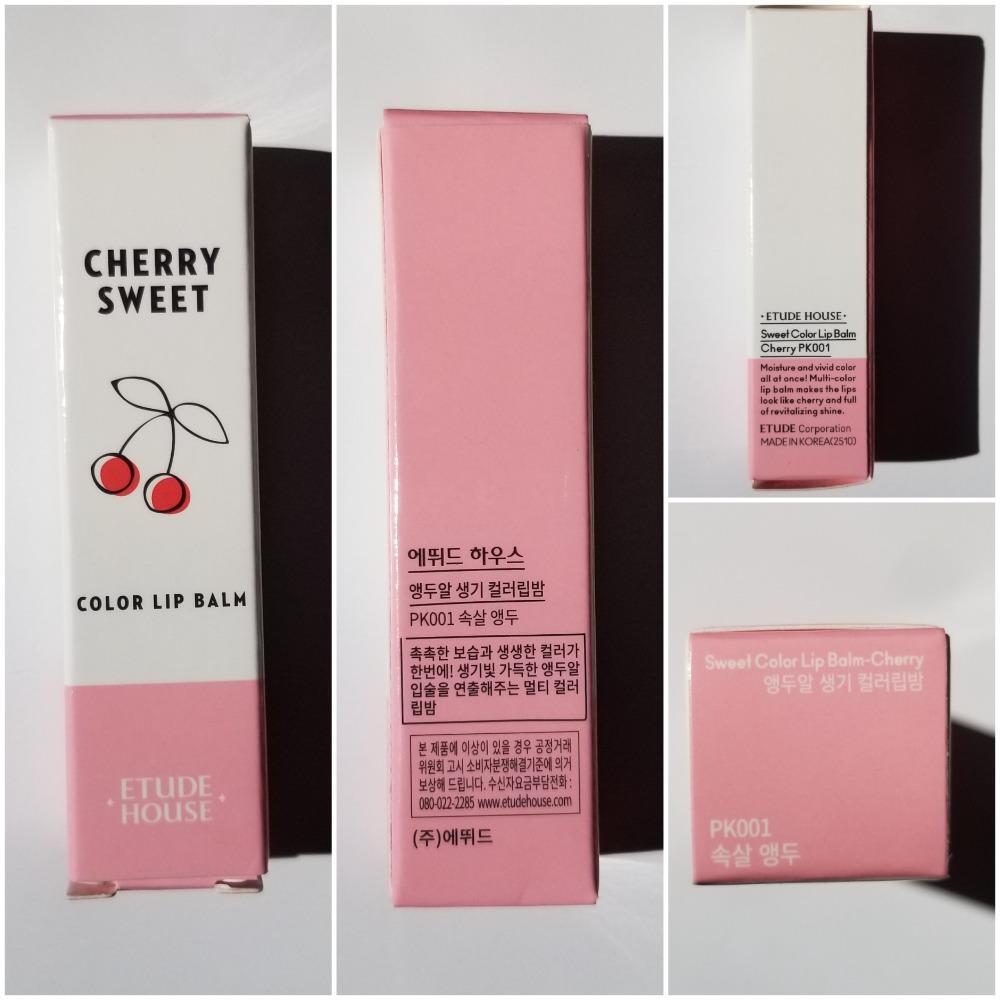 CHERRY
SWEET
COLOR LIP BALM
ETUDE
HOUSE
에뛰드 하우스
앵두알 생기 컬러립밤
PK001 속살 앵두
촉촉한 보습과 생생한 컬러가
한번에! 생기빛 가득한 앵두알
입술을 연출해주는 멀티 컬러
립밤
본 제품에 이상이 있을 경우 공정거래
위원회 고시 소비자분쟁해결기준에 의거
보상해 드립니다. 수신자요금부담전화 :
080-022-2285 www.etudehouse.com
(주)에뛰드
·ETUDE HOUSE·
Sweet Color Lip Balm
Cherry PK001
Moisture and vivid color
all at once! Multi-color
lip balm makes the lips
look like cherry and full
of revitalizing shine.
ETUDE Corporation
MADE IN KOREA(2510)
Sweet Color Lip Balm-Cherry
앵두알 생기 컬러립밤
PK001
속살 앵두